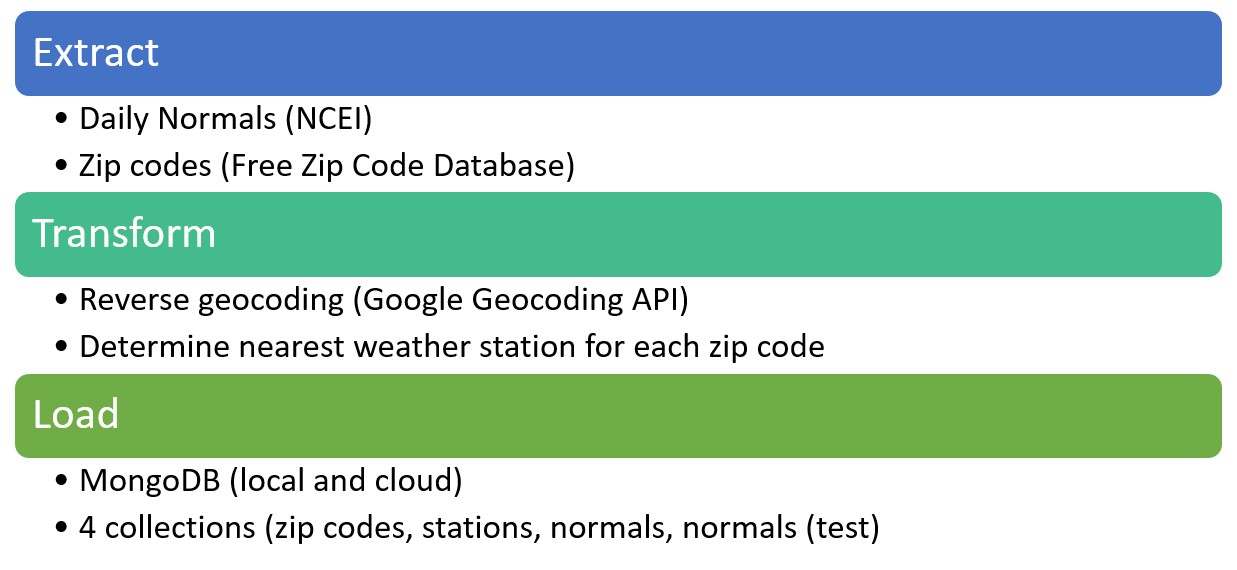 Extract
• Daily Normals (NCEI)
• Zip codes (Free Zip Code Database)
Transform
• Reverse geocoding (Google Geocoding API)
• Determine nearest weather station for each zip code
Load
• MongoDB (local and cloud)
• 4 collections (zip codes, stations, normals, normals (test)